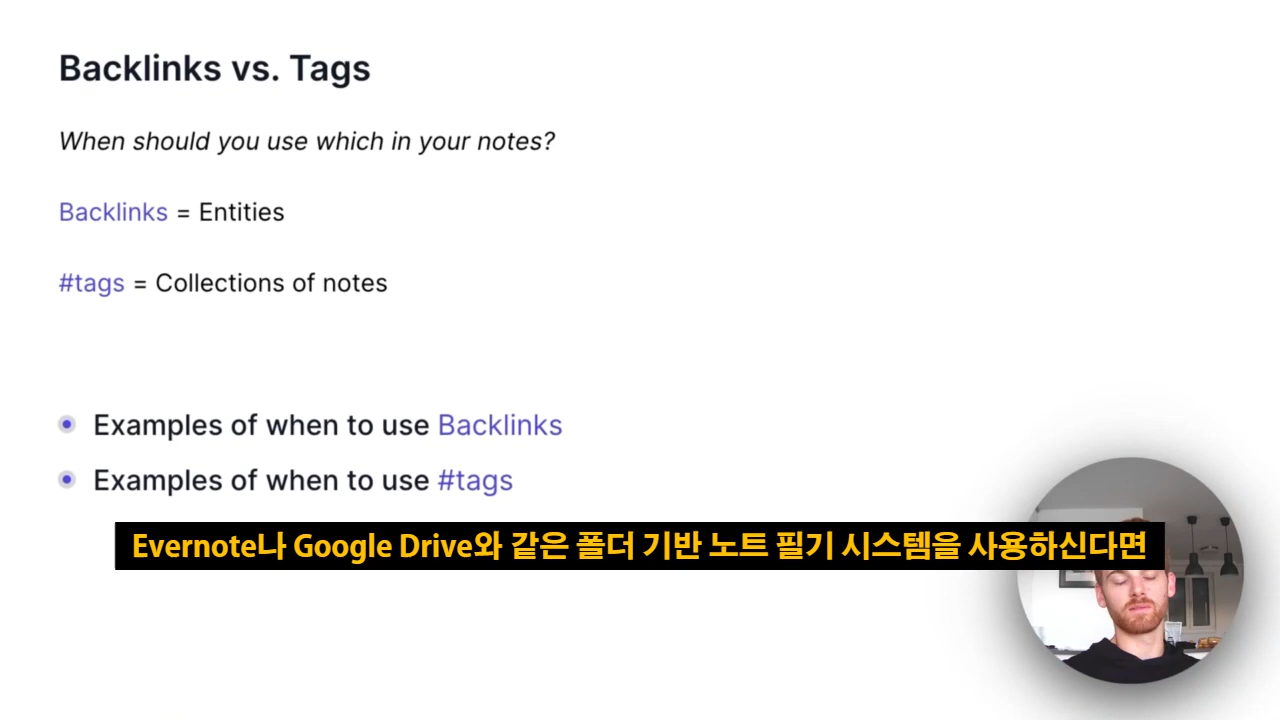 Backlinks vs. Tags
When should you use which in your notes?
Backlinks = Entities
#tags = Collections of notes
Examples of when to use Backlinks
Examples of when to use #tags
Evernote나 Google Drive와 같은 폴더 기반 노트 필기 시스템을 사용하신다면